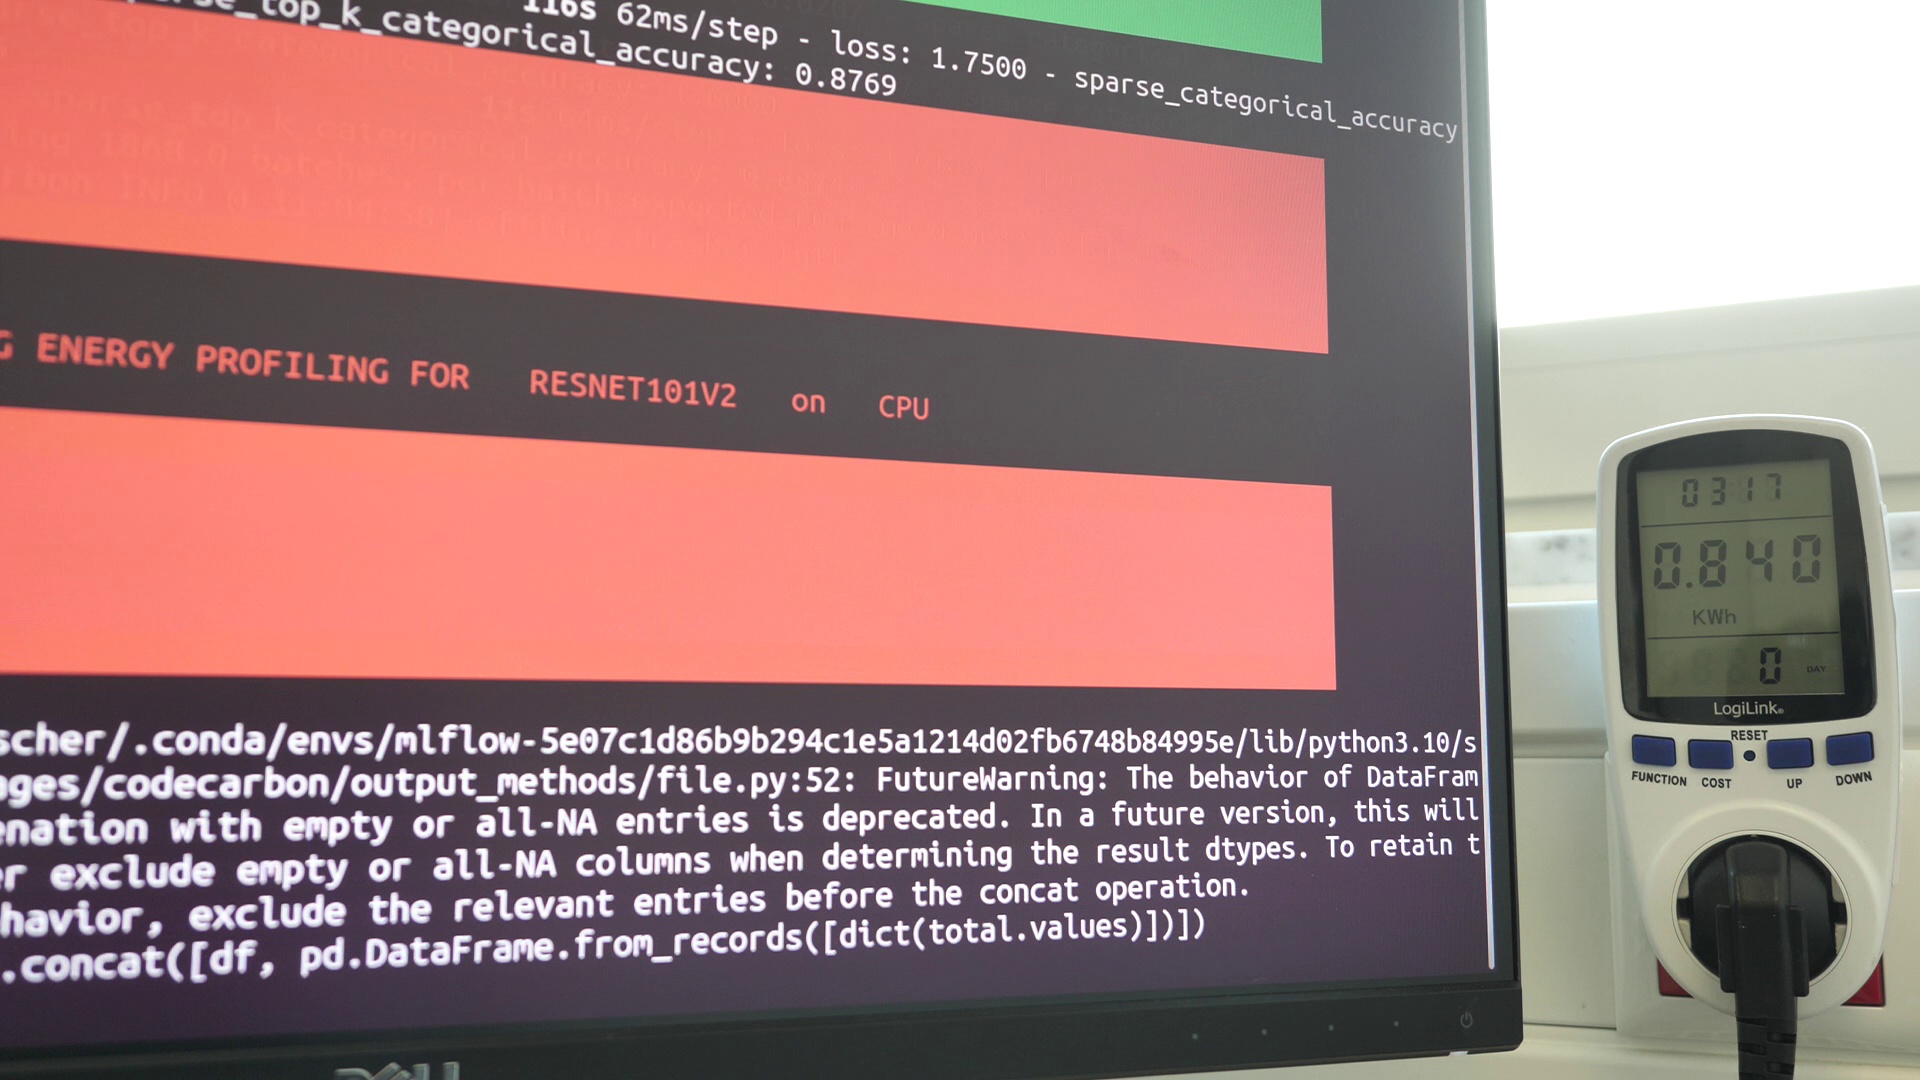 116s 62ms/step - loss: 1.7500 - sparse_categorical_accuracy
_top_k_categorical_accuracy: 0.8769
ENERGY PROFILING FOR RESNET101V2 on CPU
scher/.conda/envs/mlflow-5e07c1d86b9b294c1e5a1214d02fb6748b84995e/lib/python3.10/s
ages/codecarbon/output_methods/file.py:52: FutureWarning: The behavior of DataFram
enation with empty or all-NA entries is deprecated. In a future version, this will
er exclude empty or all-NA columns when determining the result dtypes. To retain t
havior, exclude the relevant entries before the concat operation.
.concat([df, pd.DataFrame.from_records([dict(total.values)])])
DELL
03:17
0.840
KWh
0 DAY
LogiLink®
RESET
FUNCTION COST UP DOWN